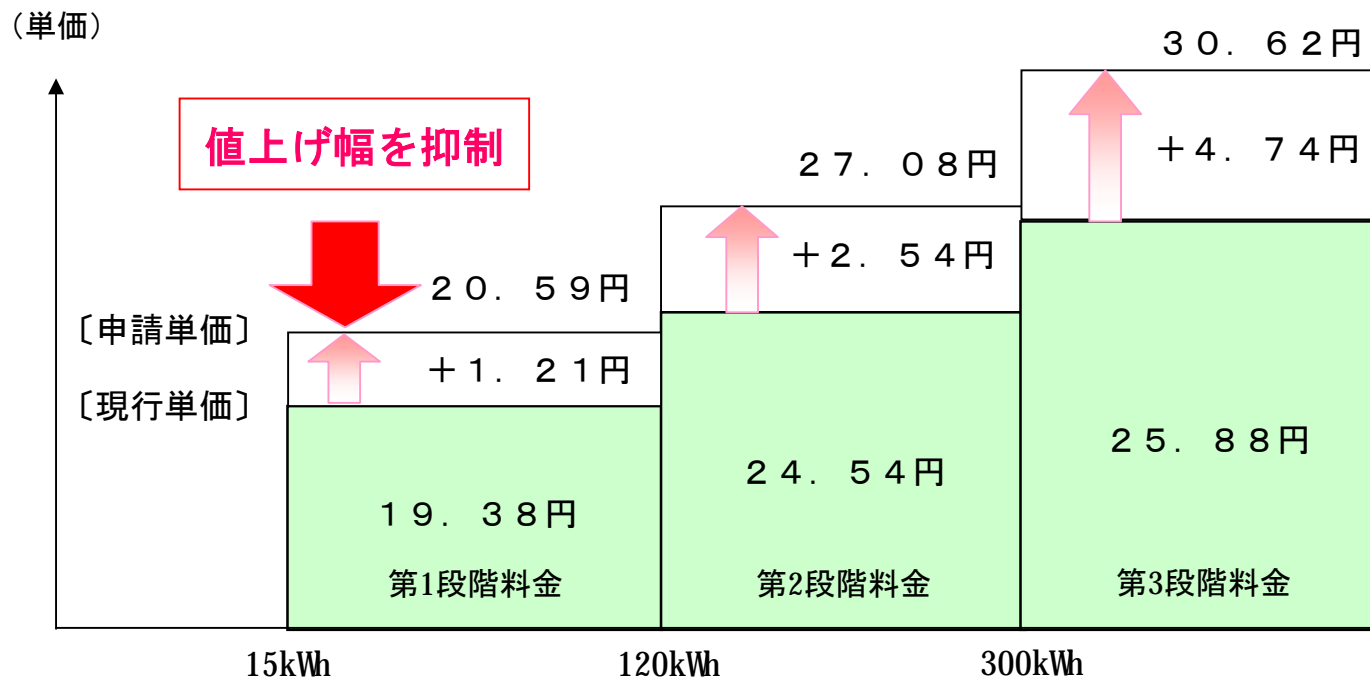 （単価）
３０．６２円
値上げ幅を抑制
＋４．７４円
２７．０８円
＋２．５４円
２０．５９円
〔申請単価〕
＋１．２１円
〔現行単価〕
２５．８８円
２４．５４円
１９．３８円
第1段階料金
第2段階料金
第3段階料金
15kWh
120kWh
300kWh